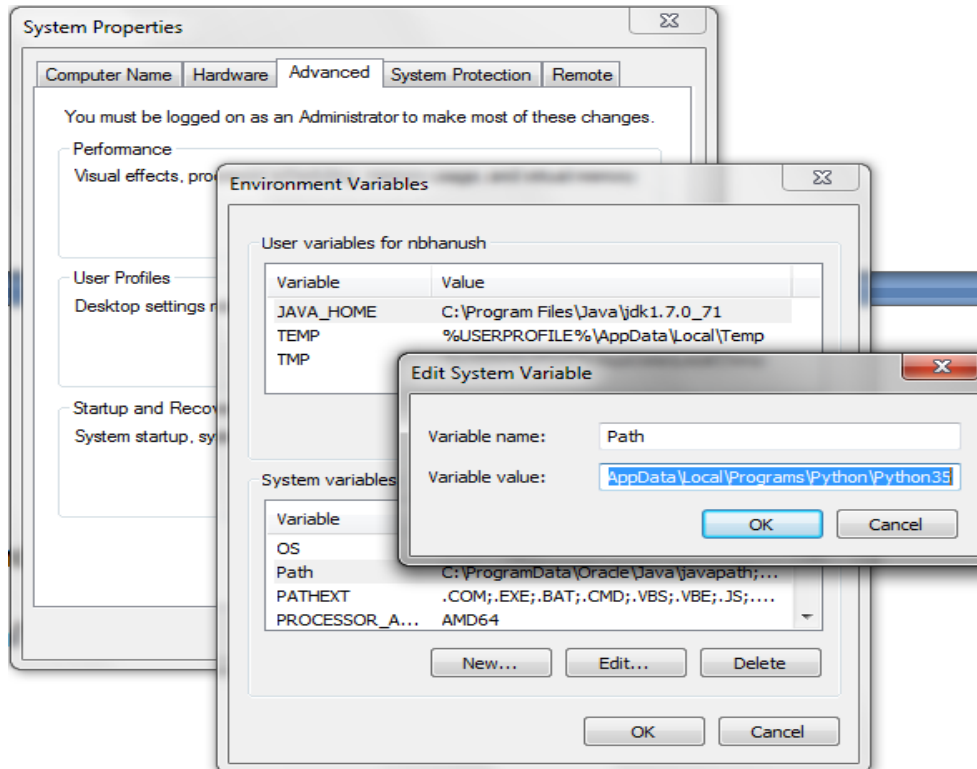 System Properties
Computer Name Hardware Advanced System Protection Remote
You must be logged on as an Administrator to make most of these changes.
Performance
Visual effects,
Environment Variables
User variables for nbhanush
Variable Value
JAVA_HOME C:\Program Files\Java\jdk1.7.0_71
TEMP %USERPROFILE%\AppData\Local\Temp
TMP
User Profiles
Desktop settings
Edit System Variable
Variable name: Path
Variable value: AppData\Local\Programs\Python\Python35
OK Cancel
Startup and
System startup,
System variables
Variable
OS
Path C:\ProgramData\Oracle\Java\javapath;...
PATHEXT .COM;.EXE;.BAT;.CMD;.VBS;.VBE;.JS;....
PROCESSOR_A... AMD64
New... Edit... Delete
OK Cancel